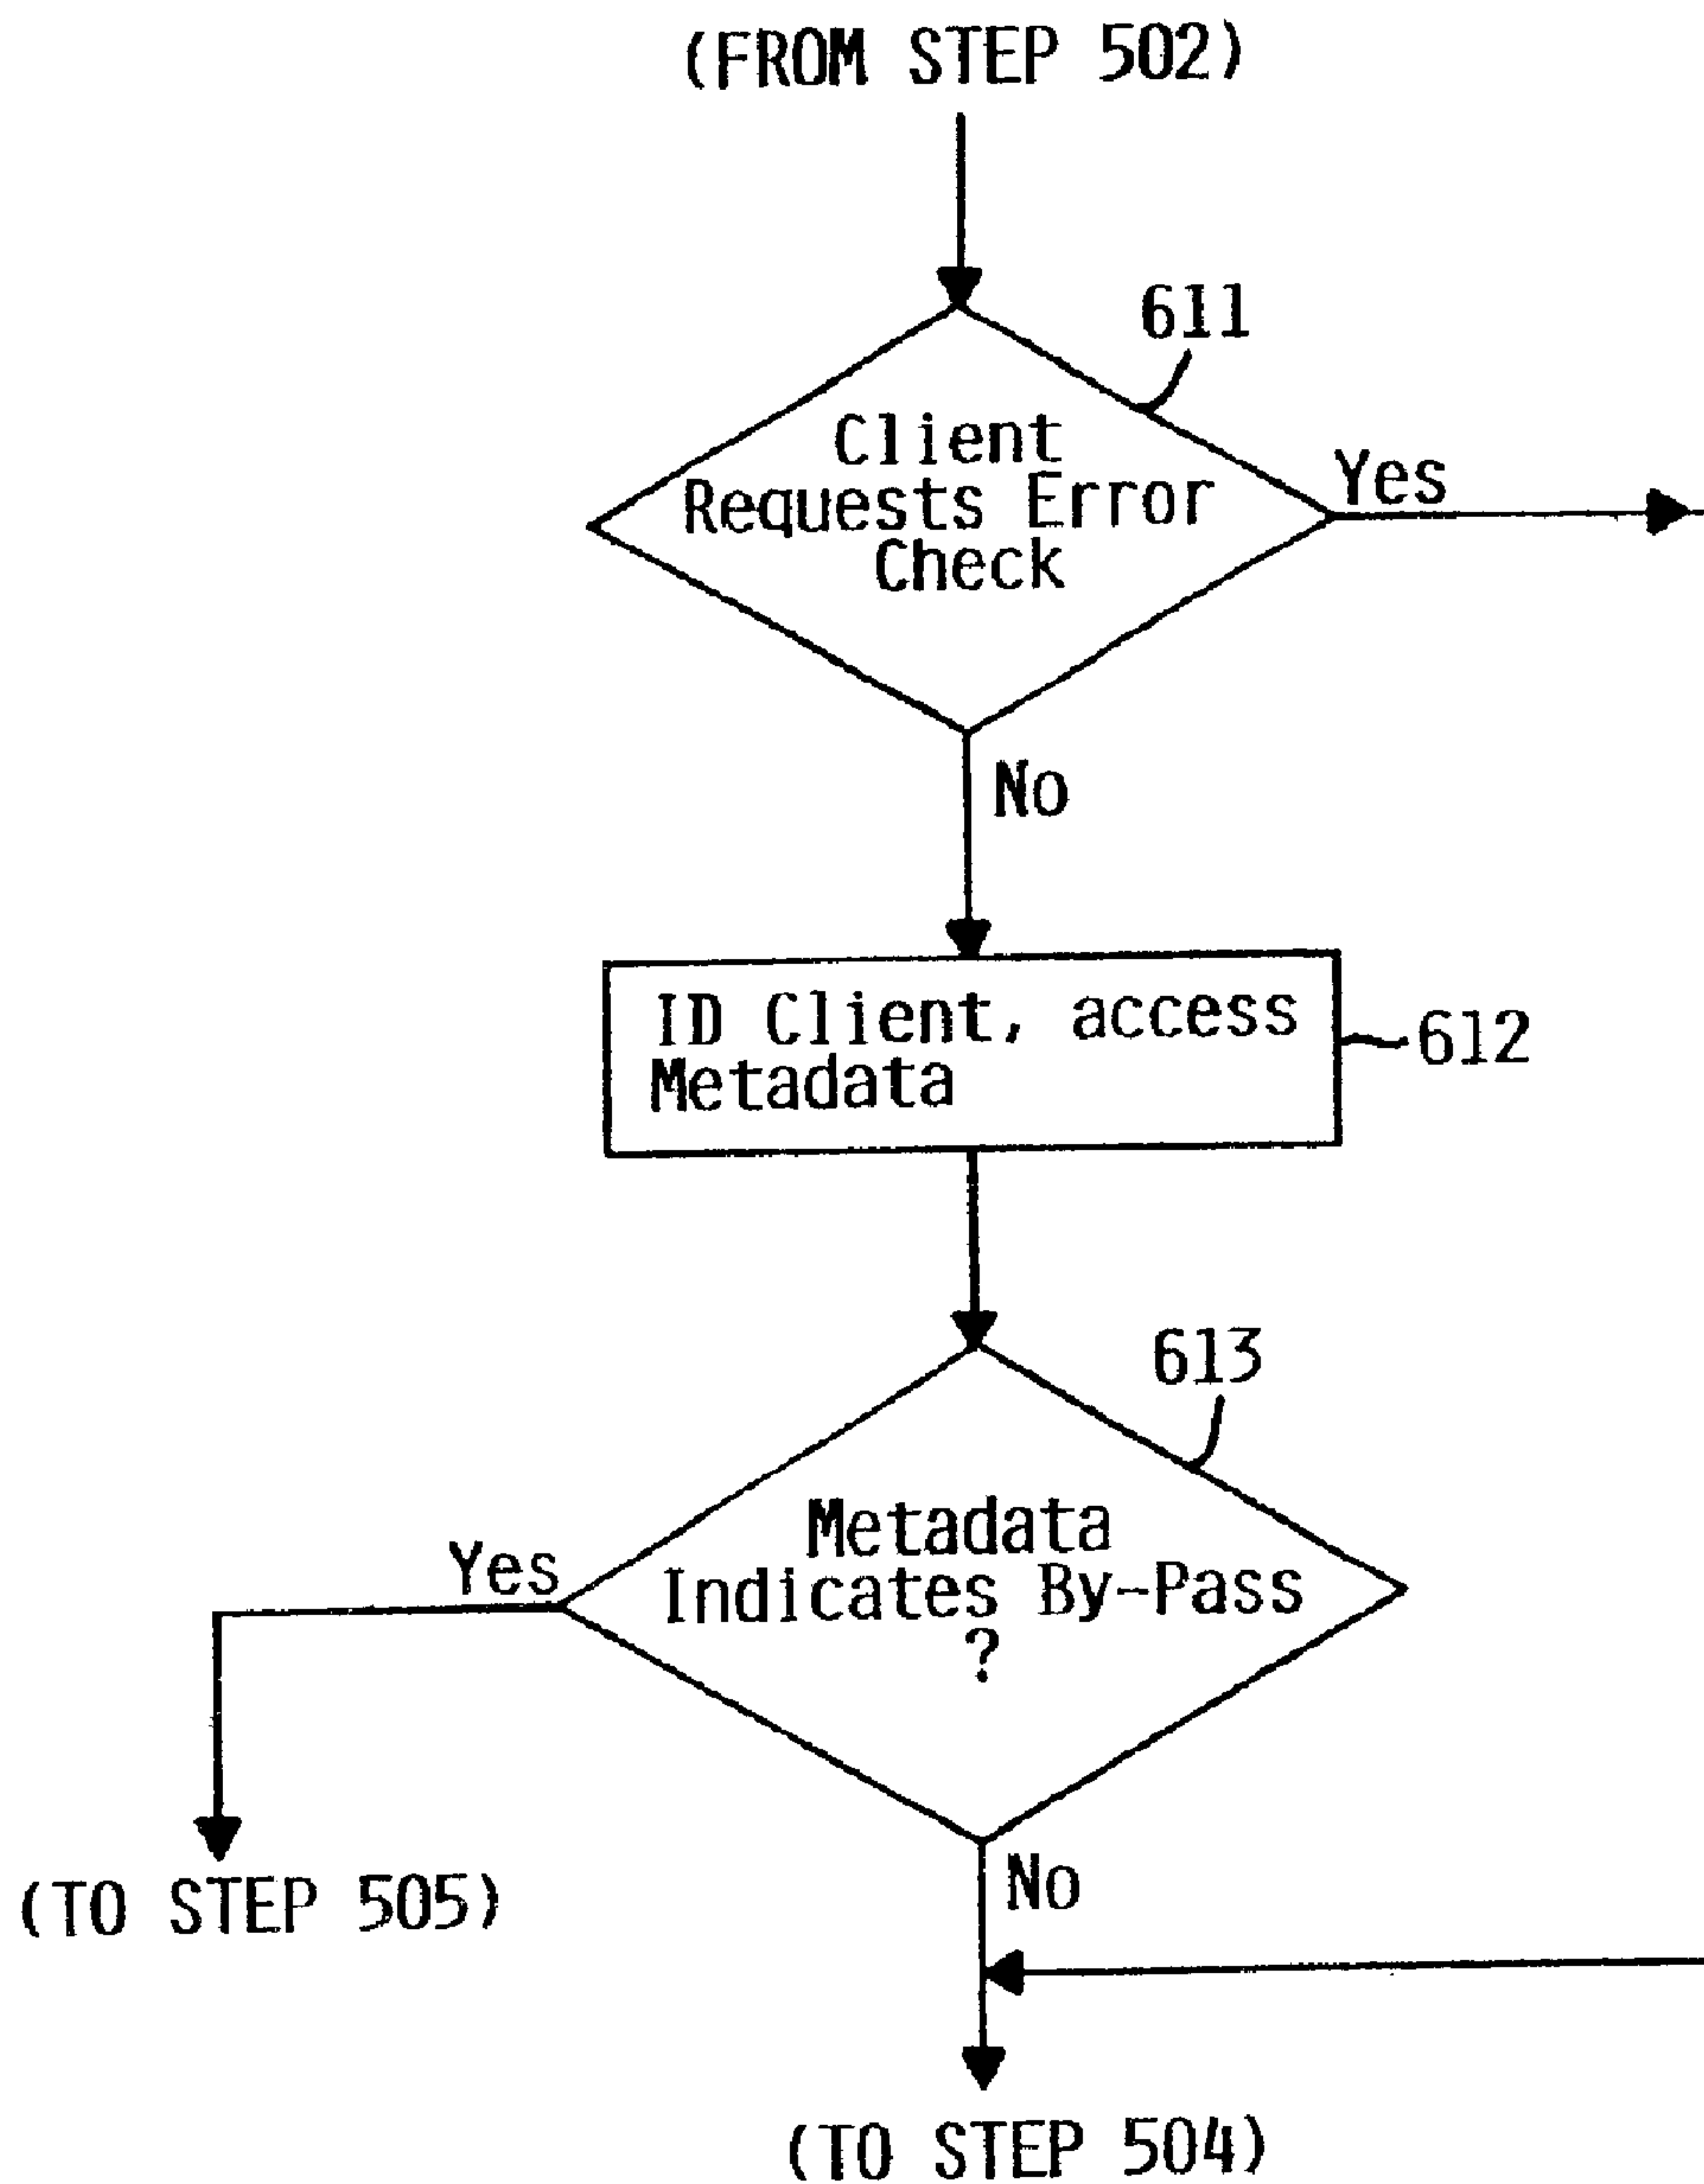 (FROM STEP 502)
611
Client
Requests Error
Check
Yes
No
ID Client, access
Metadata
612
613
Metadata
Indicates By-Pass
?
Yes
No
(TO STEP 505)
(TO STEP 504)